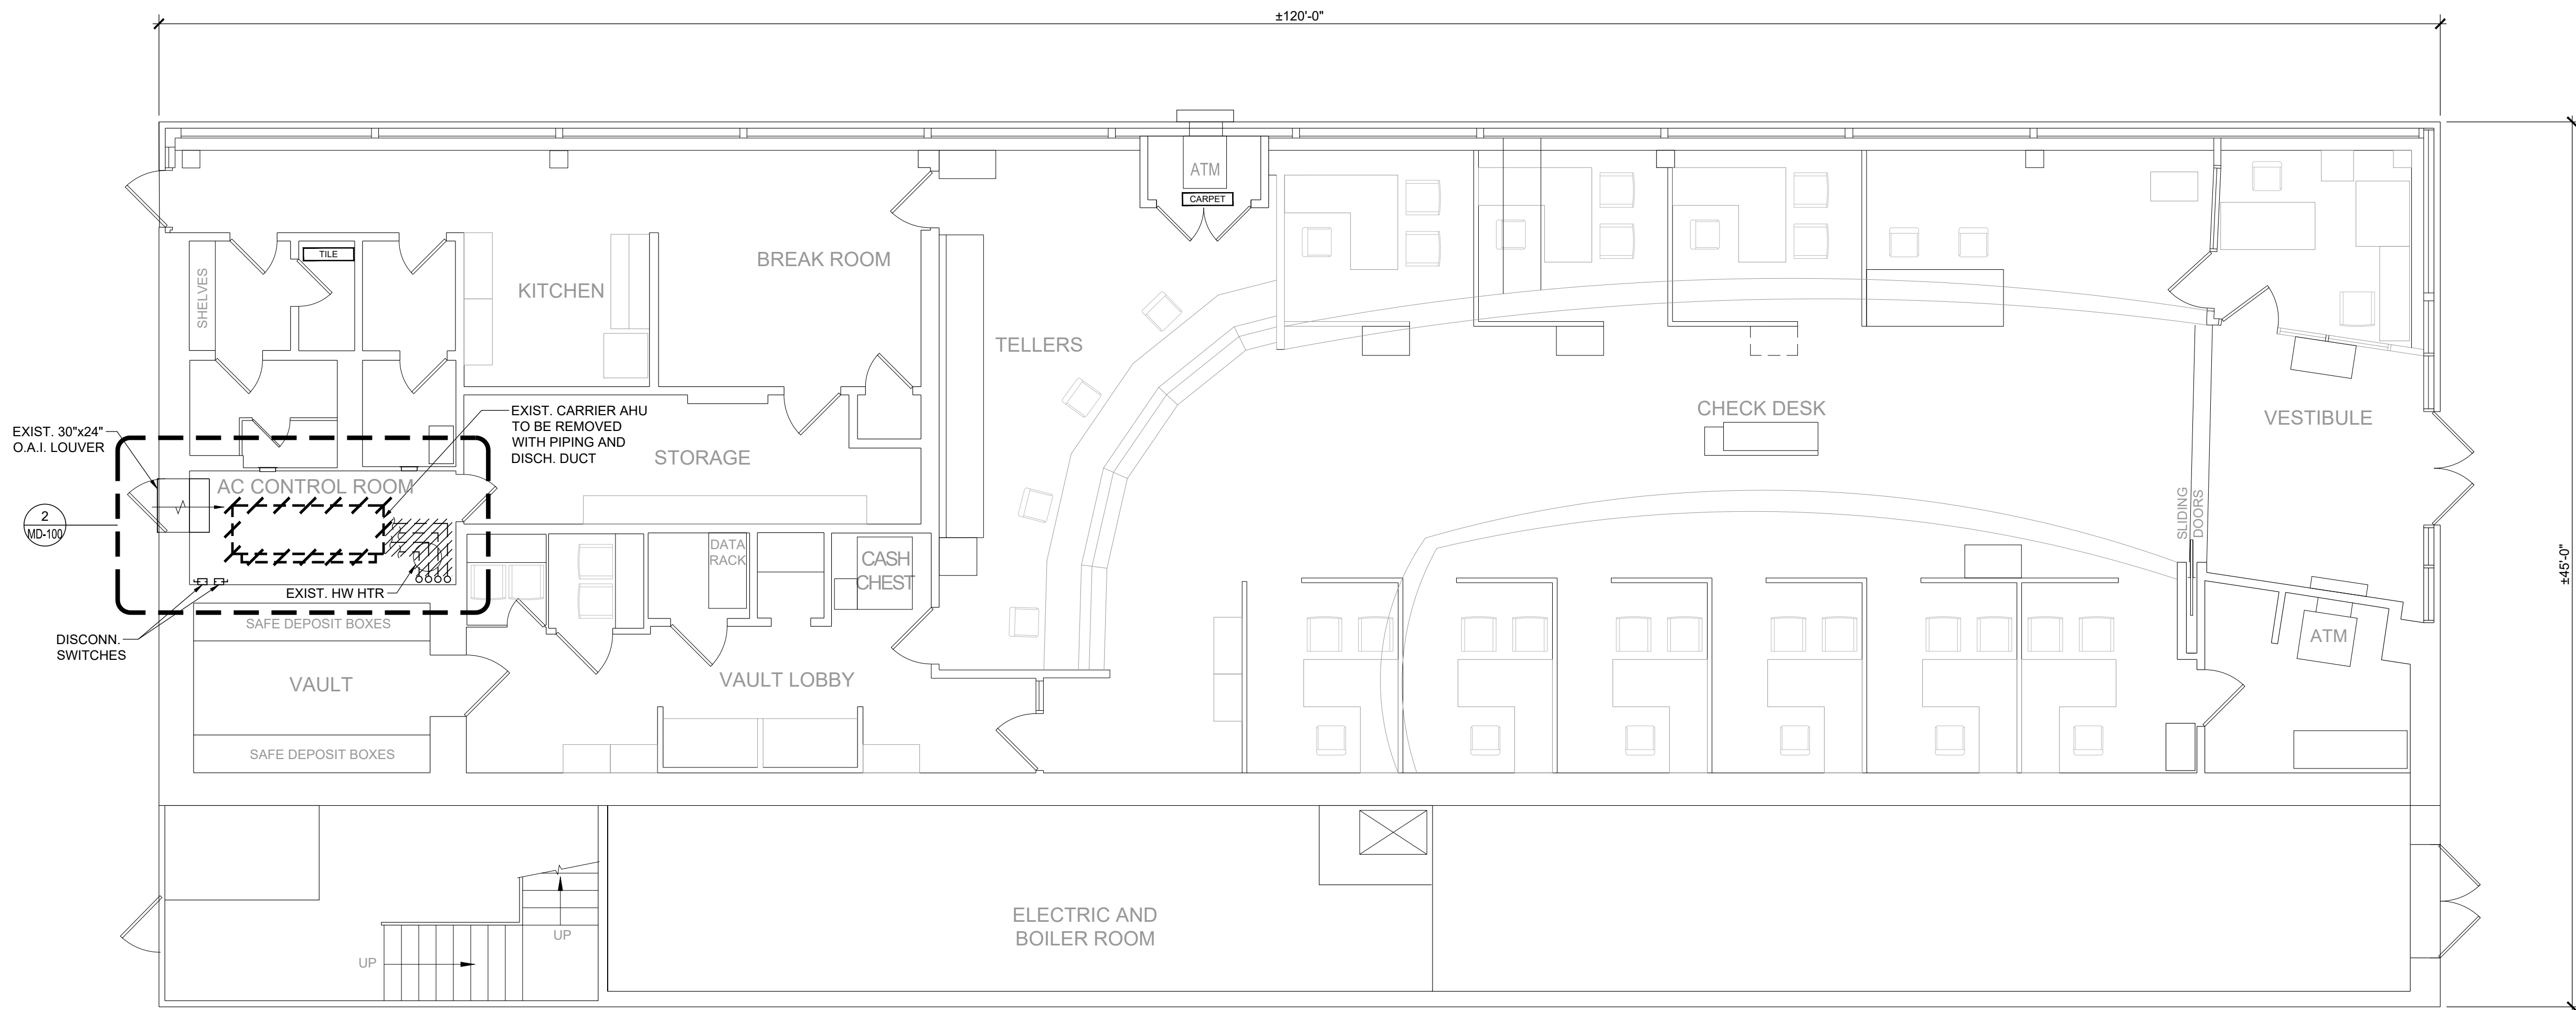 ±120'-0"
ATM
CARPET
TILE
SHELVES
KITCHEN
BREAK ROOM
TELLERS
EXIST. CARRIER AHU
TO BE REMOVED
WITH PIPING AND
DISCH. DUCT
CHECK DESK
VESTIBULE
EXIST. 30"x24"
O.A.I. LOUVER
STORAGE
AC CONTROL ROOM
2
MD-100
SLIDING
DOORS
DATA
RACK
CASH
CHEST
±45'-0"
EXIST. HW HTR
SAFE DEPOSIT BOXES
DISCONN.
SWITCHES
ATM
VAULT
VAULT LOBBY
SAFE DEPOSIT BOXES
ELECTRIC AND
BOILER ROOM
UP
UP